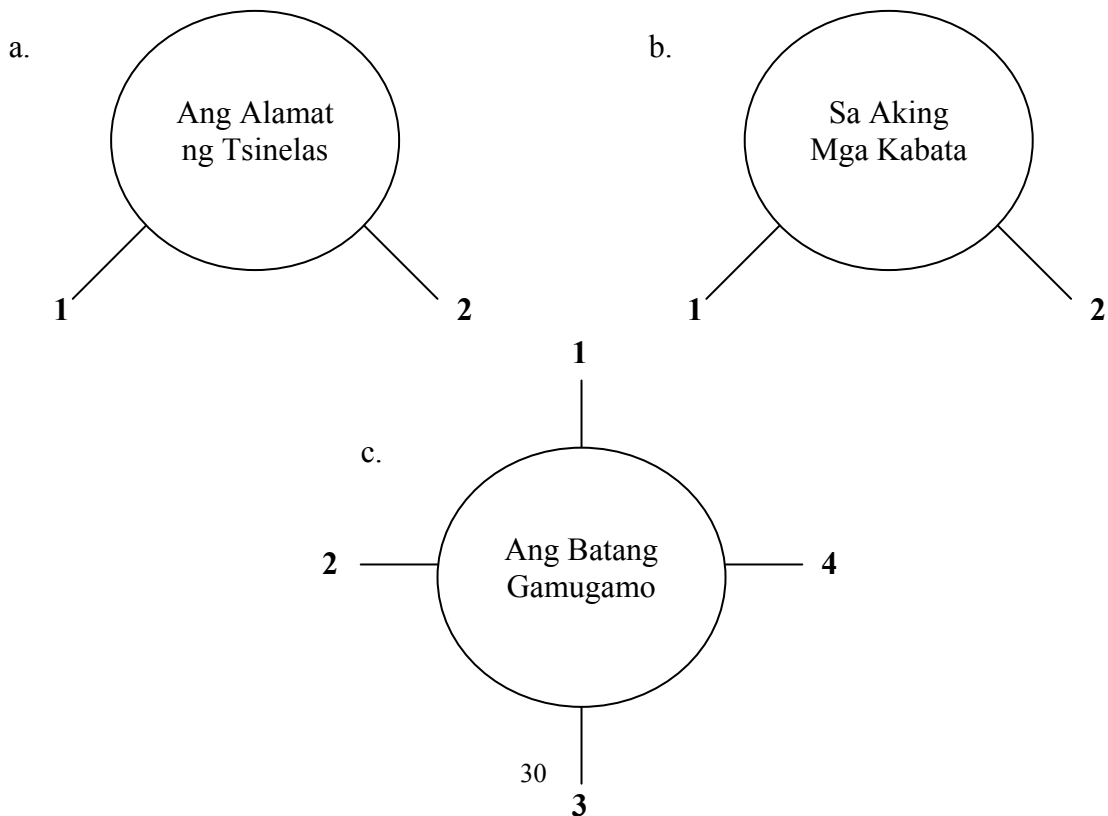 a.
Ang Alamat
ng Tsinelas
1
2
b.
Sa Aking
Mga Kabata
1
2
c.
1
2
Ang Batang
Gamugamo
4
30
3